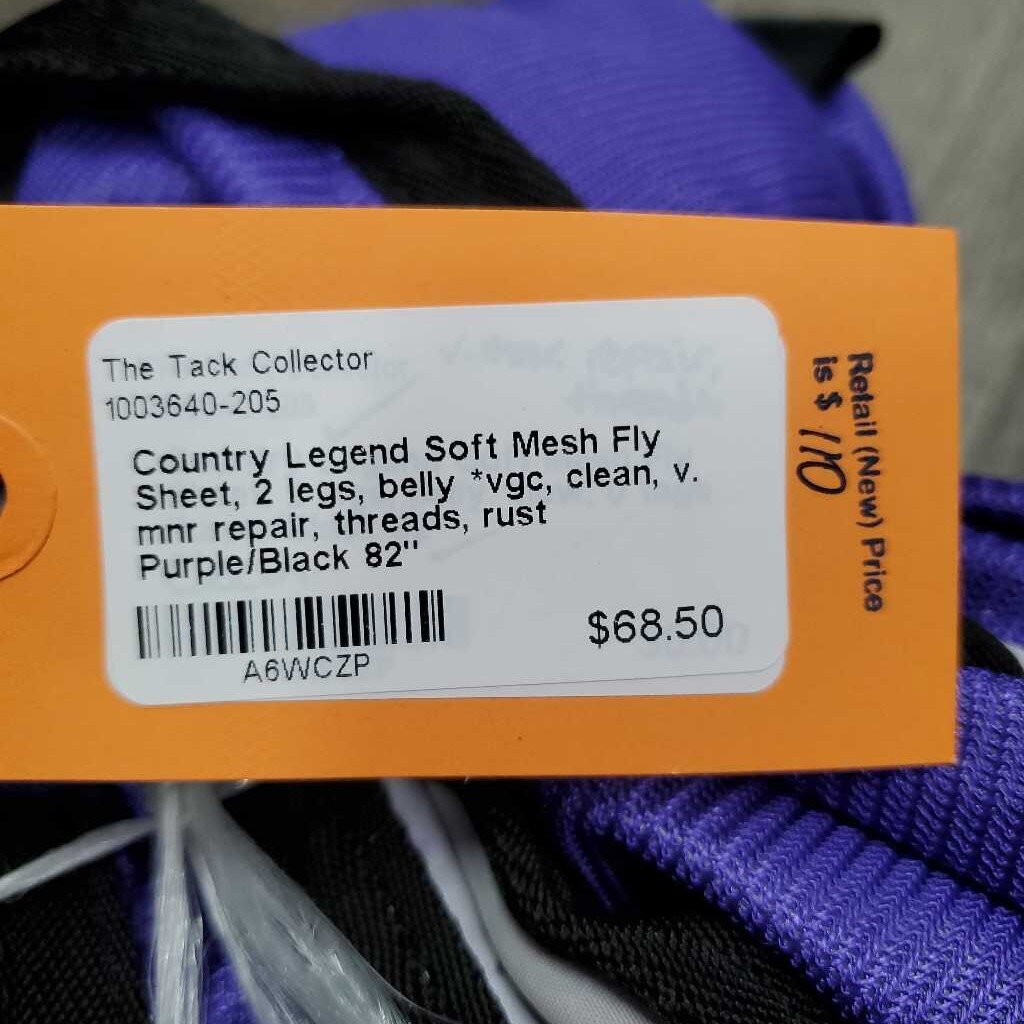 The Tack Collector
1003640-205
Country Legend Soft Mesh Fly
Sheet, 2 legs, belly *vgc, clean, v.
mnr repair, threads, rust
Purple/Black 82"
$68.50
A6WCZP
Retail (New) Price
is $ 110